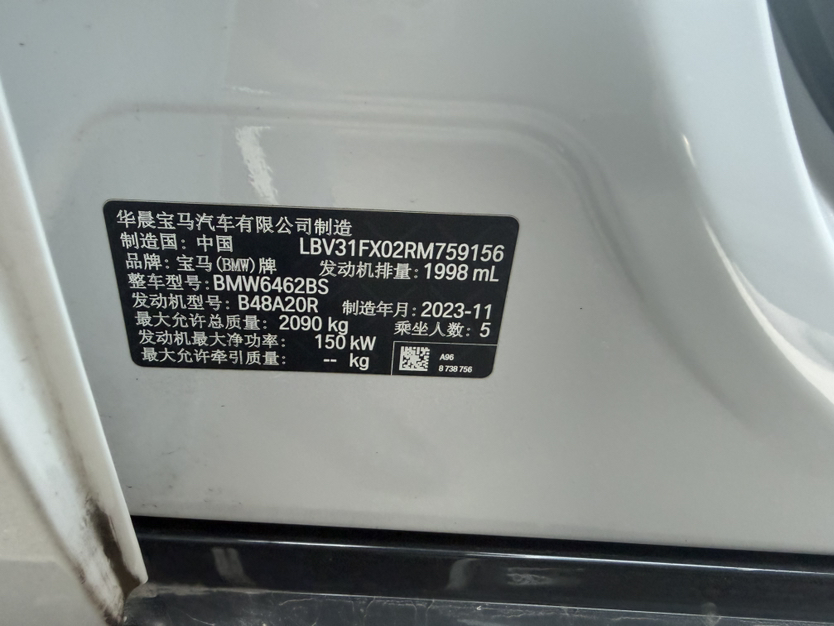 华晨宝马汽车有限公司制造
制造国：中国 LBV31FX02RM759156
品牌：宝马(BMW)牌 发动机排量：1998 mL
整车型号：BMW6462BS
发动机型号：B48A20R 制造年月：2023-11
最大允许总质量：2090 kg 乘坐人数：5
发动机最大净功率：150 kW
最大允许牵引质量：-- kg
A96
8 738 756